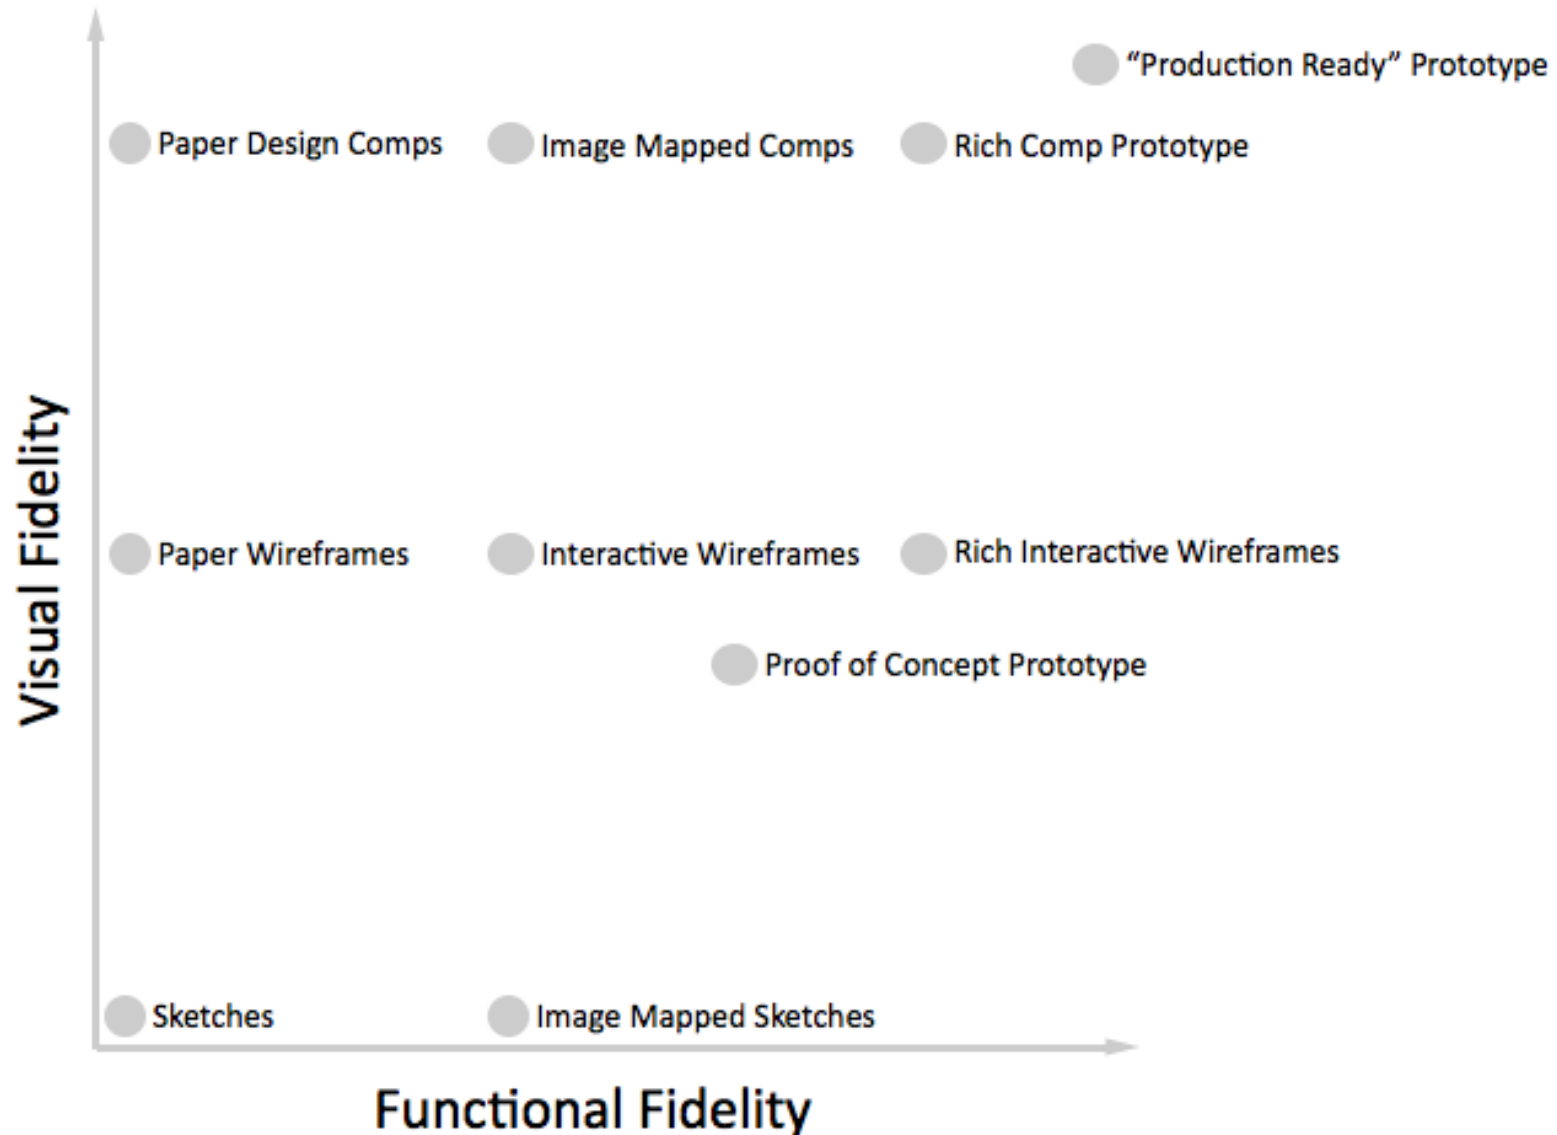 “Production Ready” Prototype
Paper Design Comps
Image Mapped Comps
Rich Comp Prototype
Visual Fidelity
Paper Wireframes
Interactive Wireframes
Rich Interactive Wireframes
Proof of Concept Prototype
Sketches
Image Mapped Sketches
Functional Fidelity